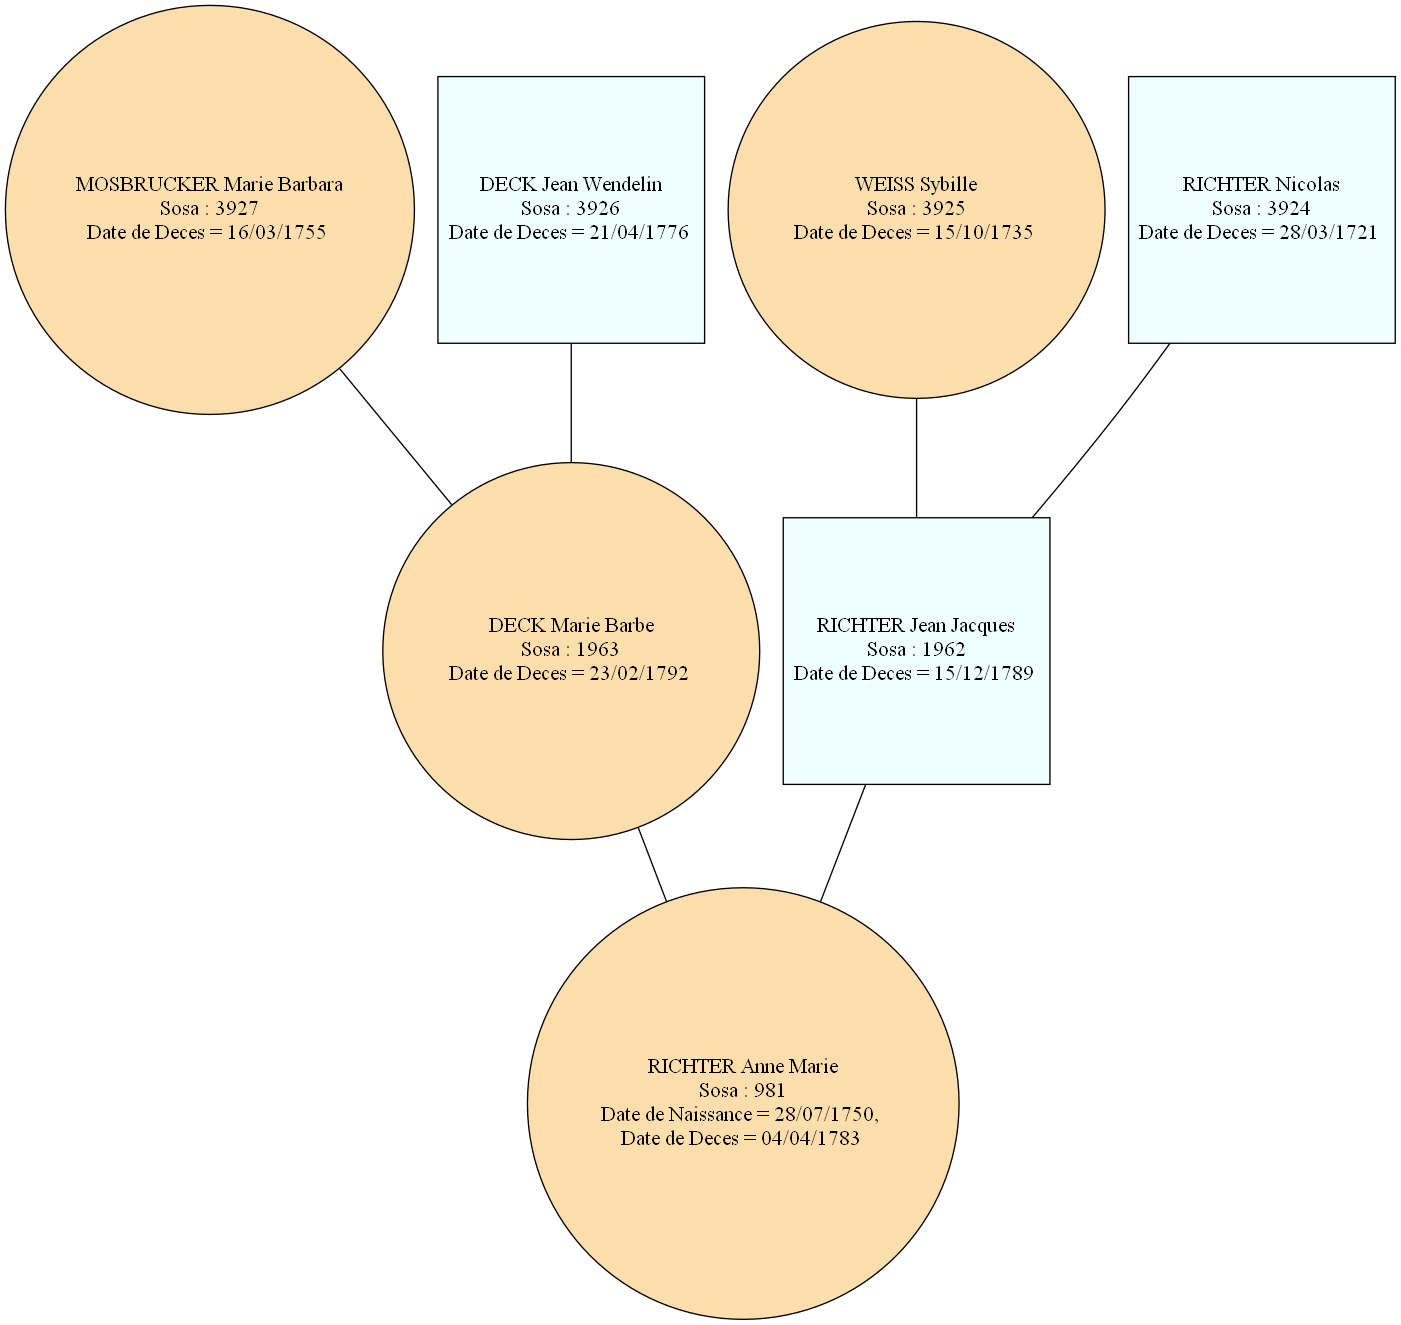 MOSBRUCKER Marie Barbara
Sosa : 3927
Date de Deces = 16/03/1755
DECK Jean Wendelin
Sosa : 3926
Date de Deces = 21/04/1776
WEISS Sybille
Sosa : 3925
Date de Deces = 15/10/1735
RICHTER Nicolas
Sosa : 3924
Date de Deces = 28/03/1721
DECK Marie Barbe
Sosa : 1963
Date de Deces = 23/02/1792
RICHTER Jean Jacques
Sosa : 1962
Date de Deces = 15/12/1789
RICHTER Anne Marie
Sosa : 981
Date de Naissance = 28/07/1750,
Date de Deces = 04/04/1783